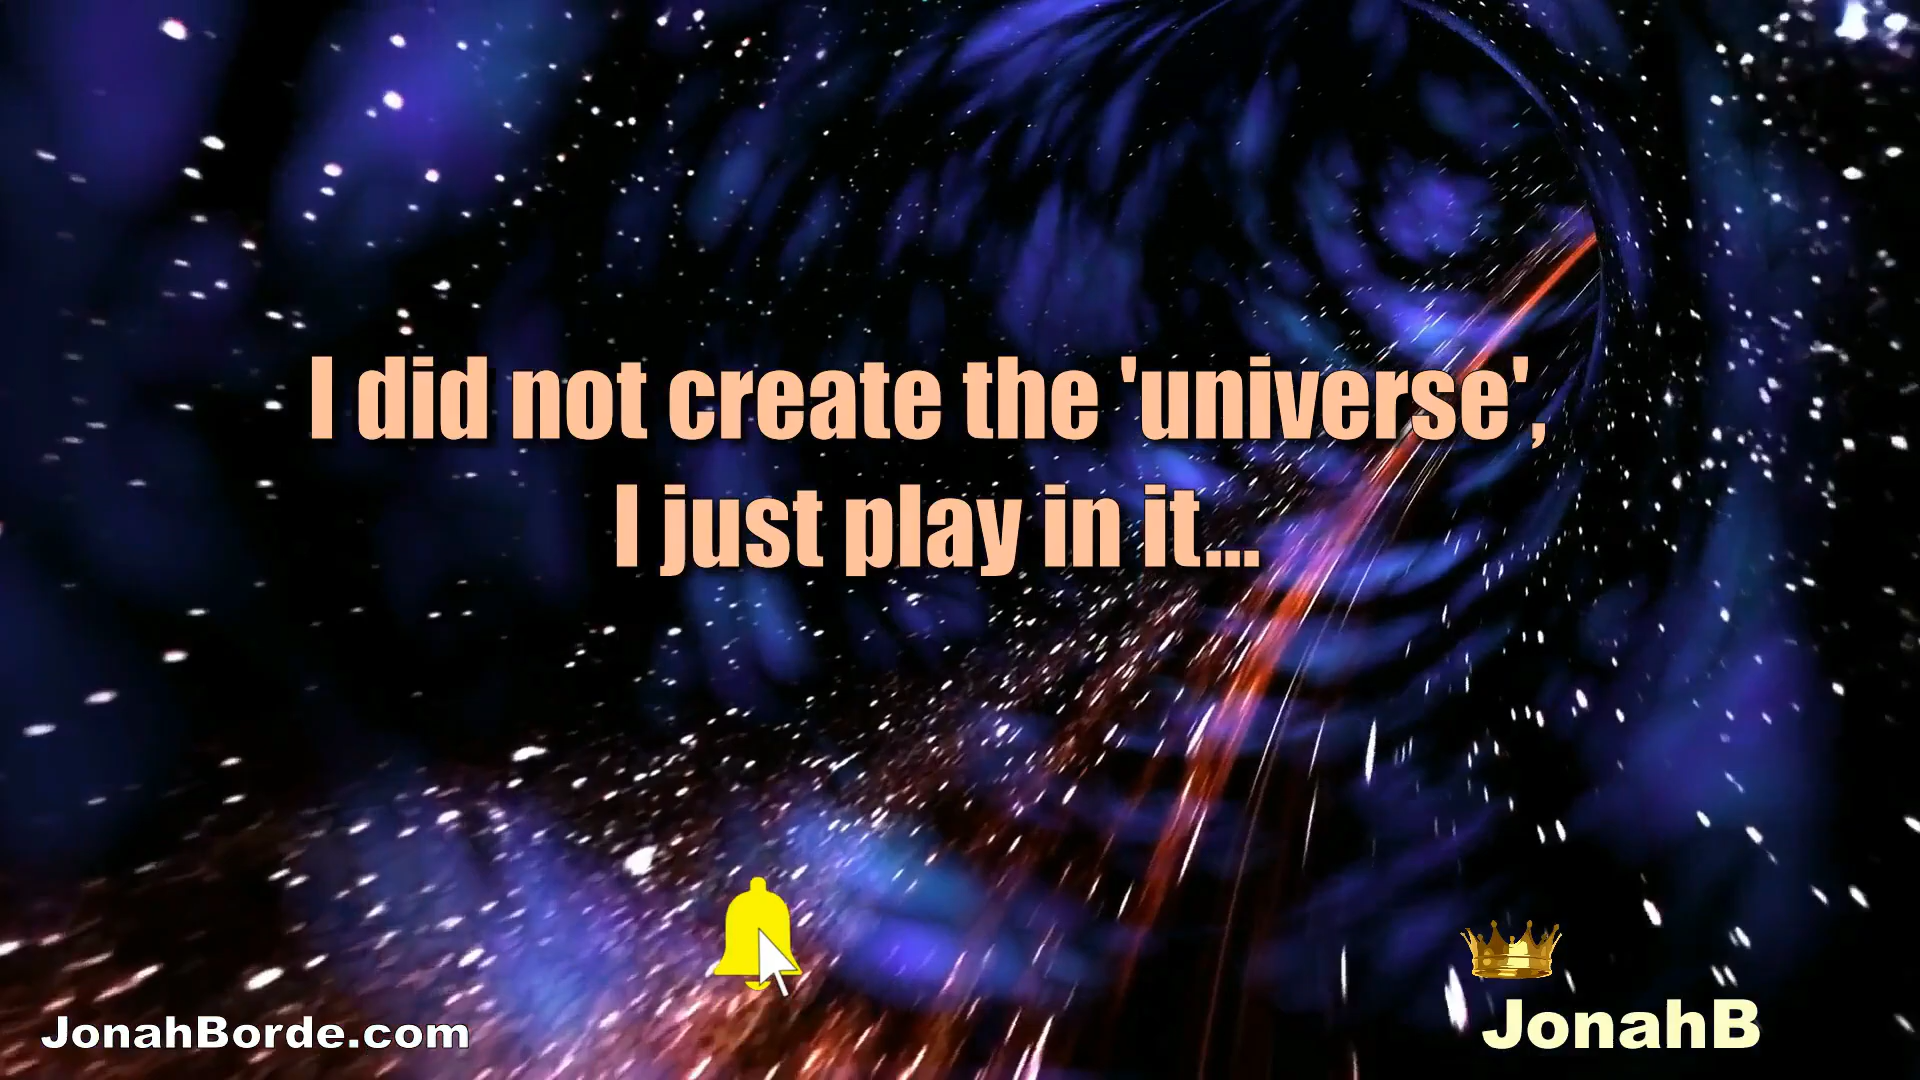 I did not create the 'universe',
I just play in it...
JonahBorde.com
JonahB